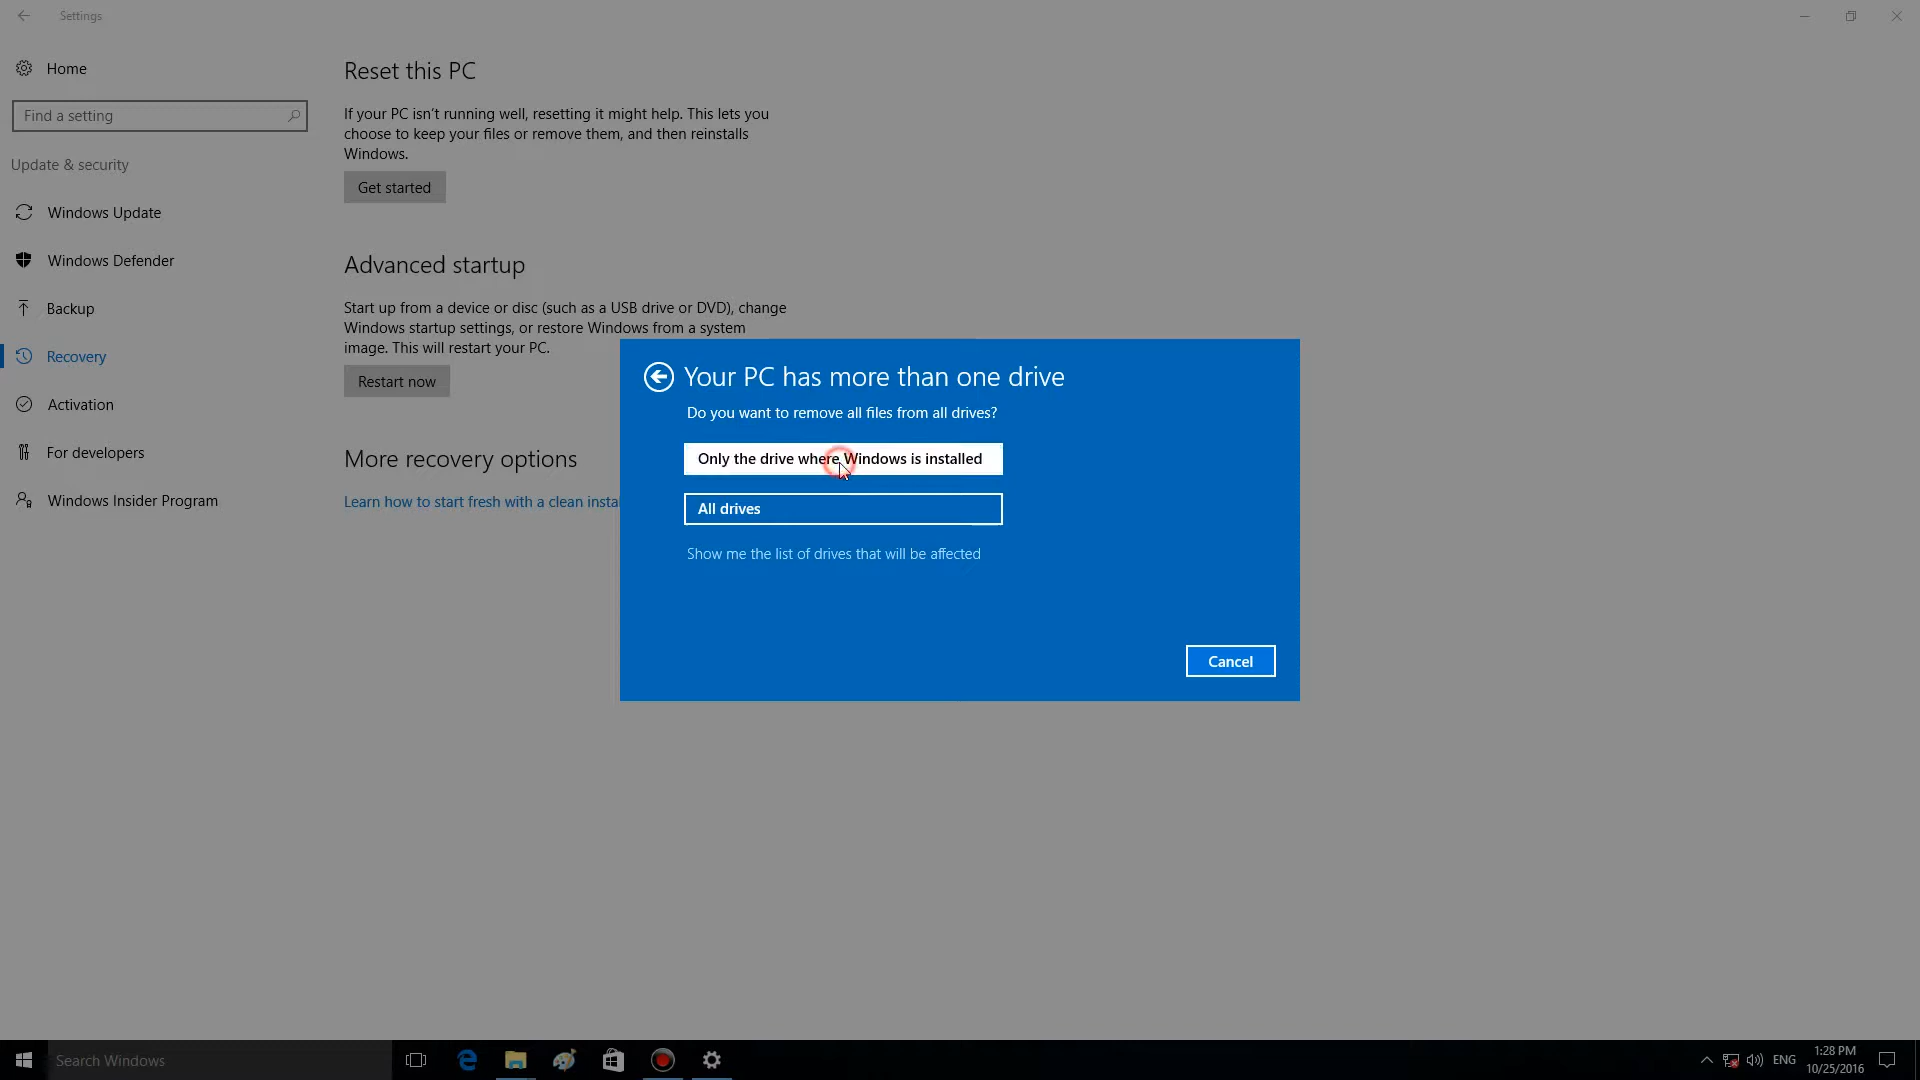 Settings
Home
Find a setting
Update & security
Windows Update
Windows Defender
Backup
Recovery
Activation
For developers
Windows Insider Program
Reset this PC
If your PC isn't running well, resetting it might help. This lets you
choose to keep your files or remove them, and then reinstalls
Windows.
Get started
Advanced startup
Start up from a device or disc (such as a USB drive or DVD), change
Windows startup settings, or restore Windows from a system
image. This will restart your PC.
Restart now
More recovery options
Learn how to start fresh with a clean insta
Your PC has more than one drive
Do you want to remove all files from all drives?
Only the drive where Windows is installed
All drives
Show me the list of drives that will be affected
Cancel
Search Windows
ENG
1:28 PM
10/25/2016